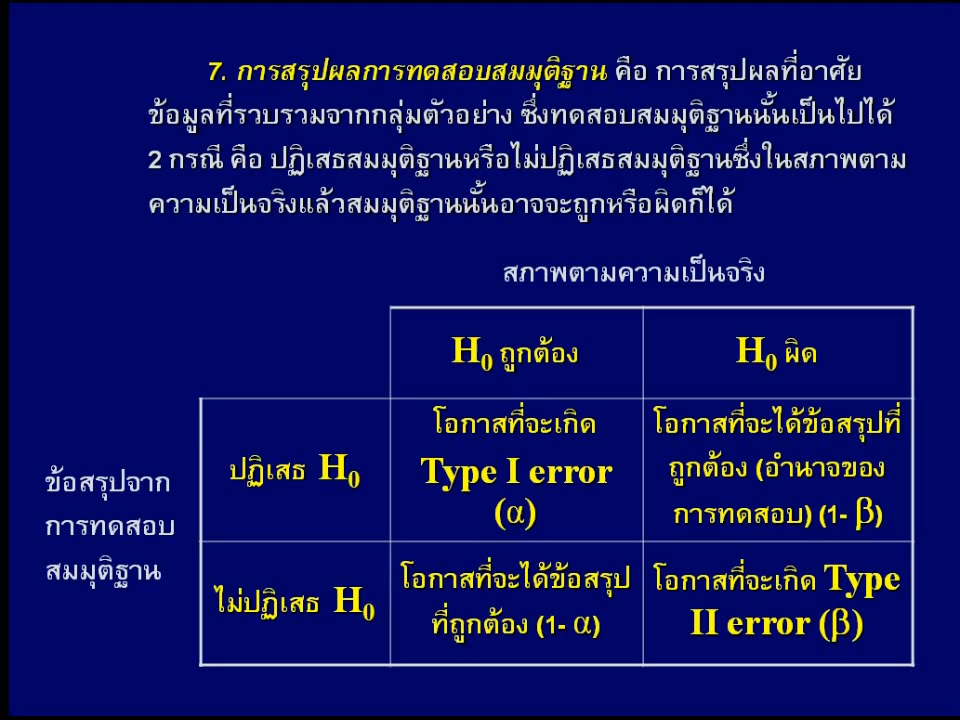 7. การสรุปผลการทดสอบสมมุติฐาน คือ การสรุปผลที่อาศัย
ข้อมูลที่รวบรวมจากกลุ่มตัวอย่าง ซึ่งทดสอบสมมุติฐานนั้นเป็นไปได้
2 กรณี คือ ปฏิเสธสมมุติฐานหรือไม่ปฏิเสธสมมุติฐานซึ่งในสภาพตาม
ความเป็นจริงแล้วสมมุติฐานนั้นอาจจะถูกหรือผิดก็ได้
สภาพตามความเป็นจริง
H₀ ถูกต้อง
H₀ ผิด
ข้อสรุปจาก
การทดสอบ
สมมุติฐาน
ปฏิเสธ H₀
โอกาสที่จะเกิด
Type I error
(α)
โอกาสที่จะได้ข้อสรุปที่
ถูกต้อง (อำนาจของ
การทดสอบ) (1- β)
ไม่ปฏิเสธ H₀
โอกาสที่จะได้ข้อสรุป
ที่ถูกต้อง (1- α)
โอกาสที่จะเกิด Type
II error (β)